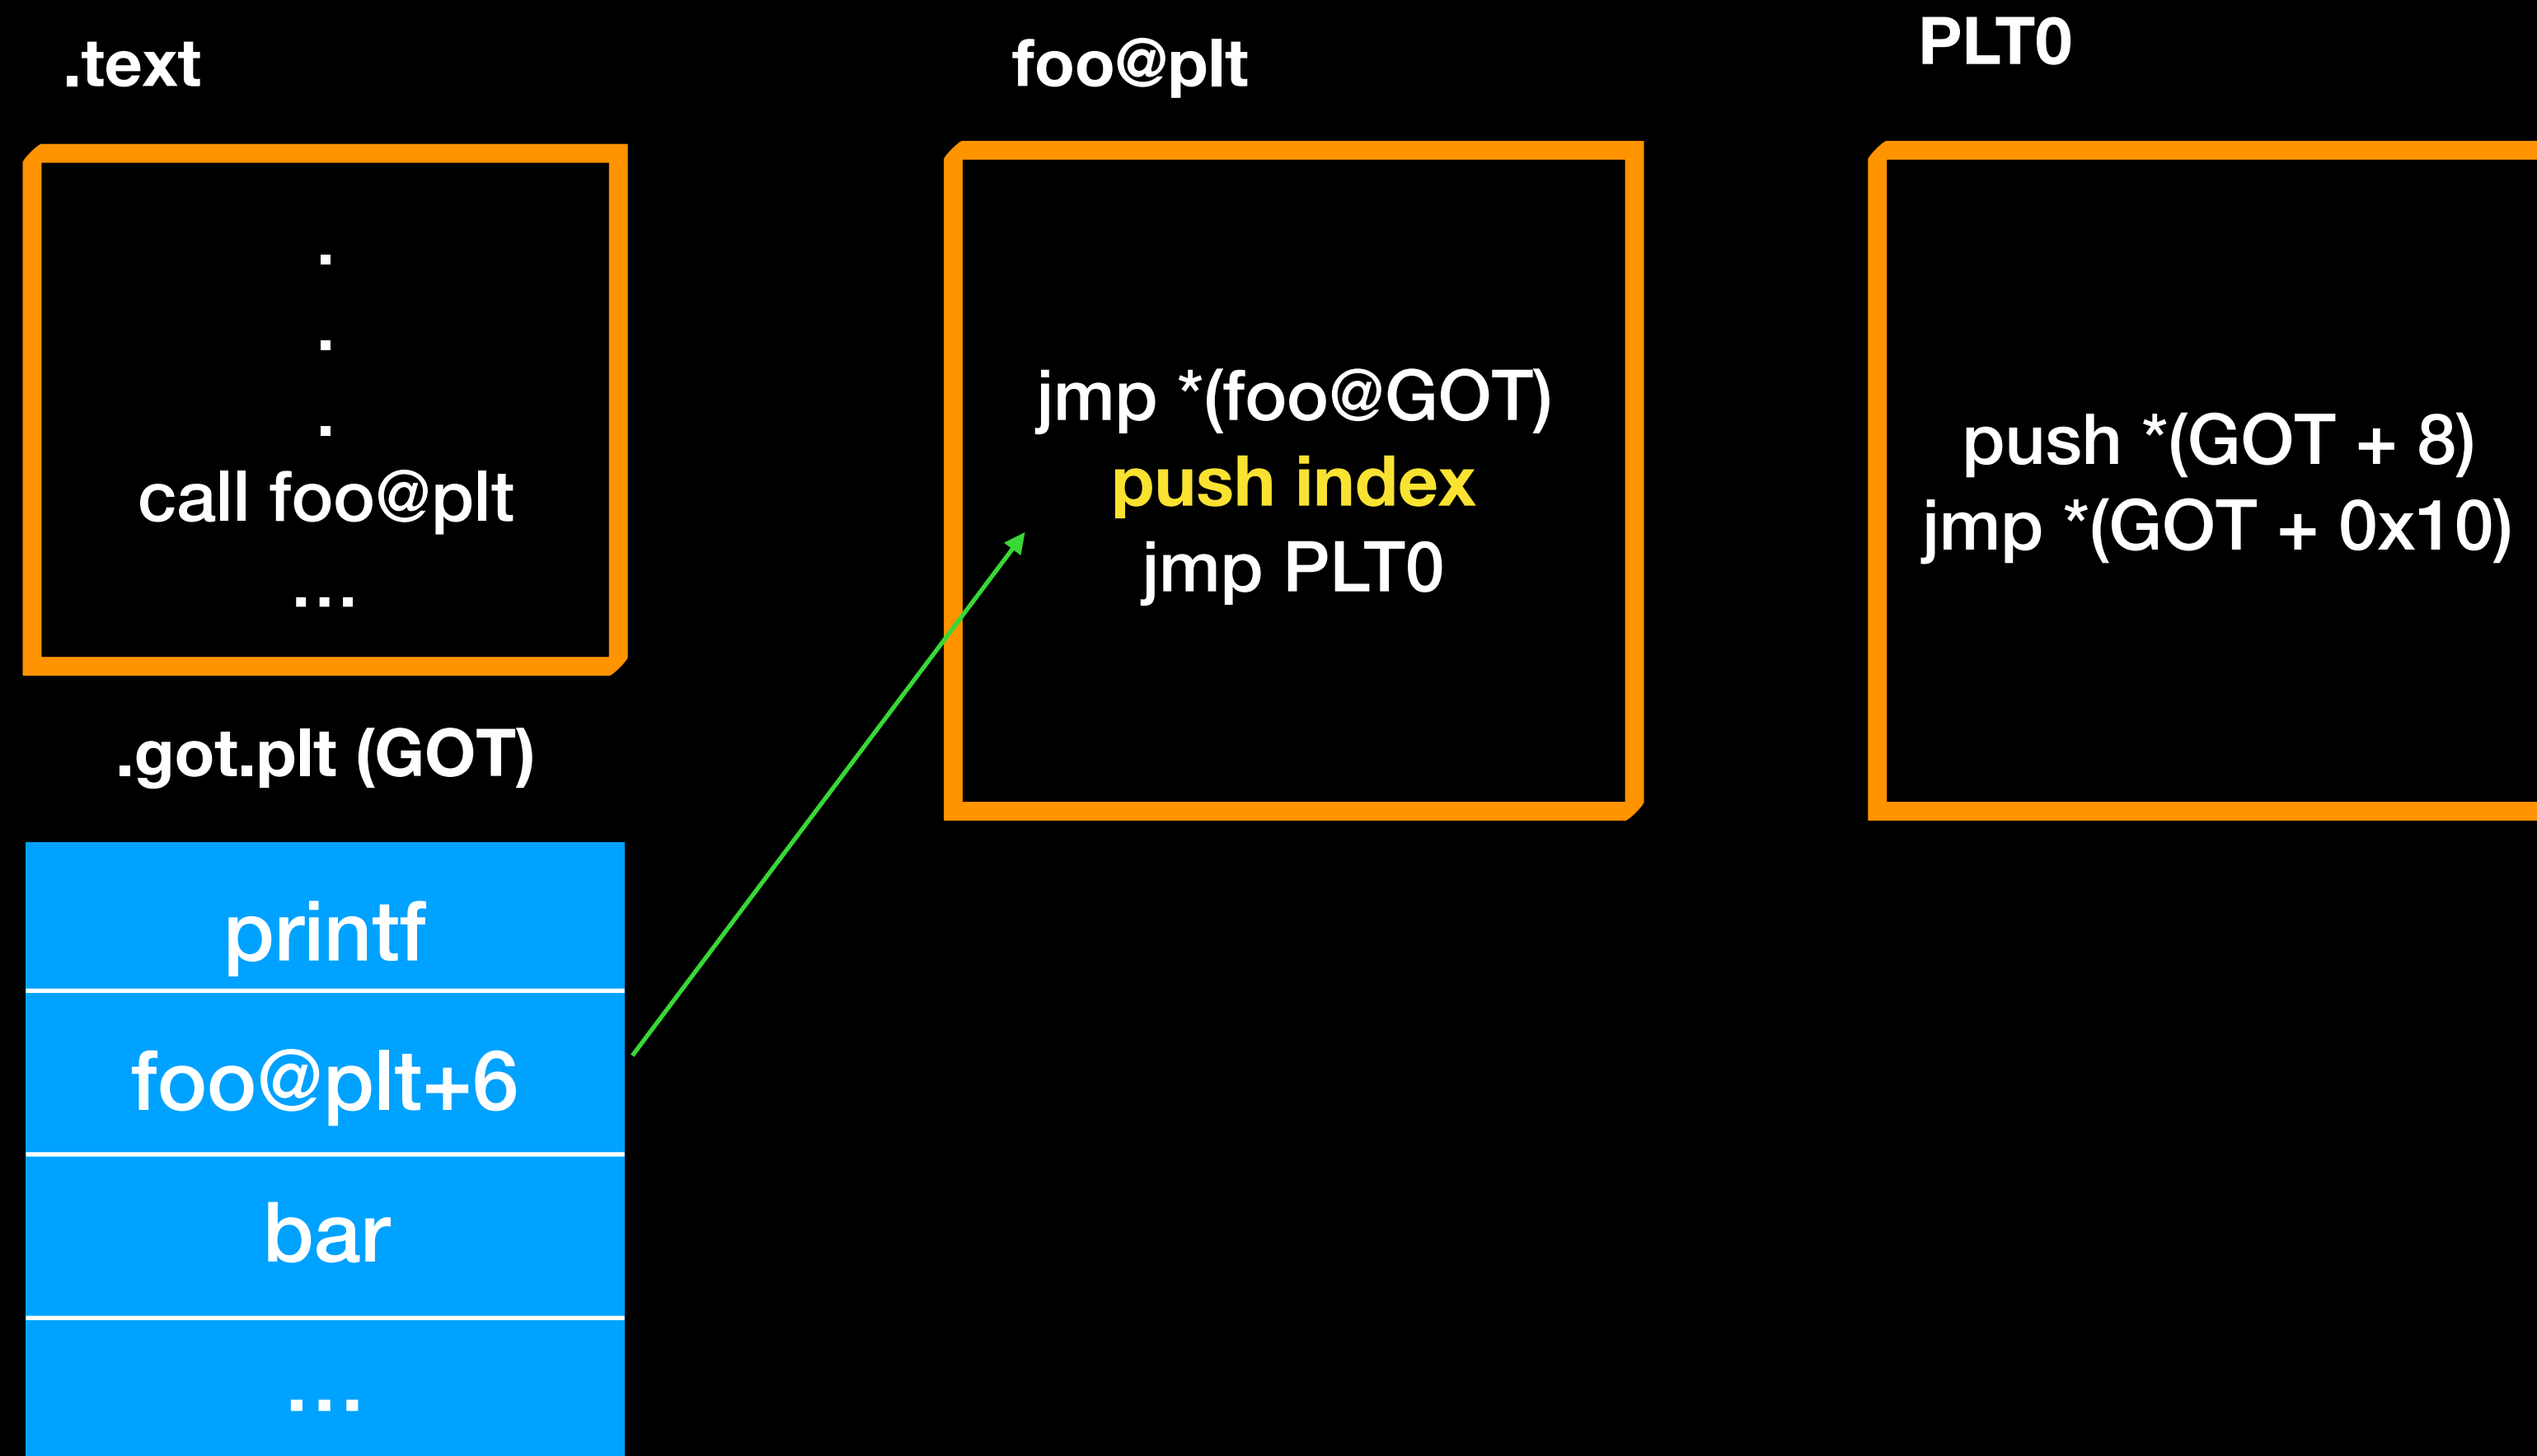 .text
.
.
.
call foo@plt
...
.got.plt (GOT)
printf
foo@plt+6
bar
...
foo@plt
jmp *(foo@GOT)
push index
jmp PLT0
PLT0
push *(GOT + 8)
jmp *(GOT + 0x10)